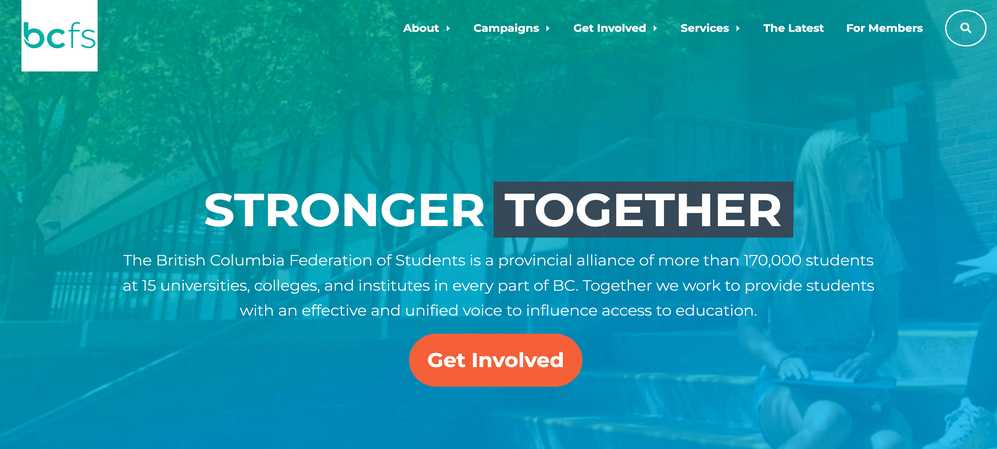 bcfs
About
Campaigns
Get Involved
Services
The Latest
For Members
STRONGER TOGETHER
The British Columbia Federation of Students is a provincial alliance of more than 170,000 students
at 15 universities, colleges, and institutes in every part of BC. Together we work to provide students
with an effective and unified voice to influence access to education.
Get Involved